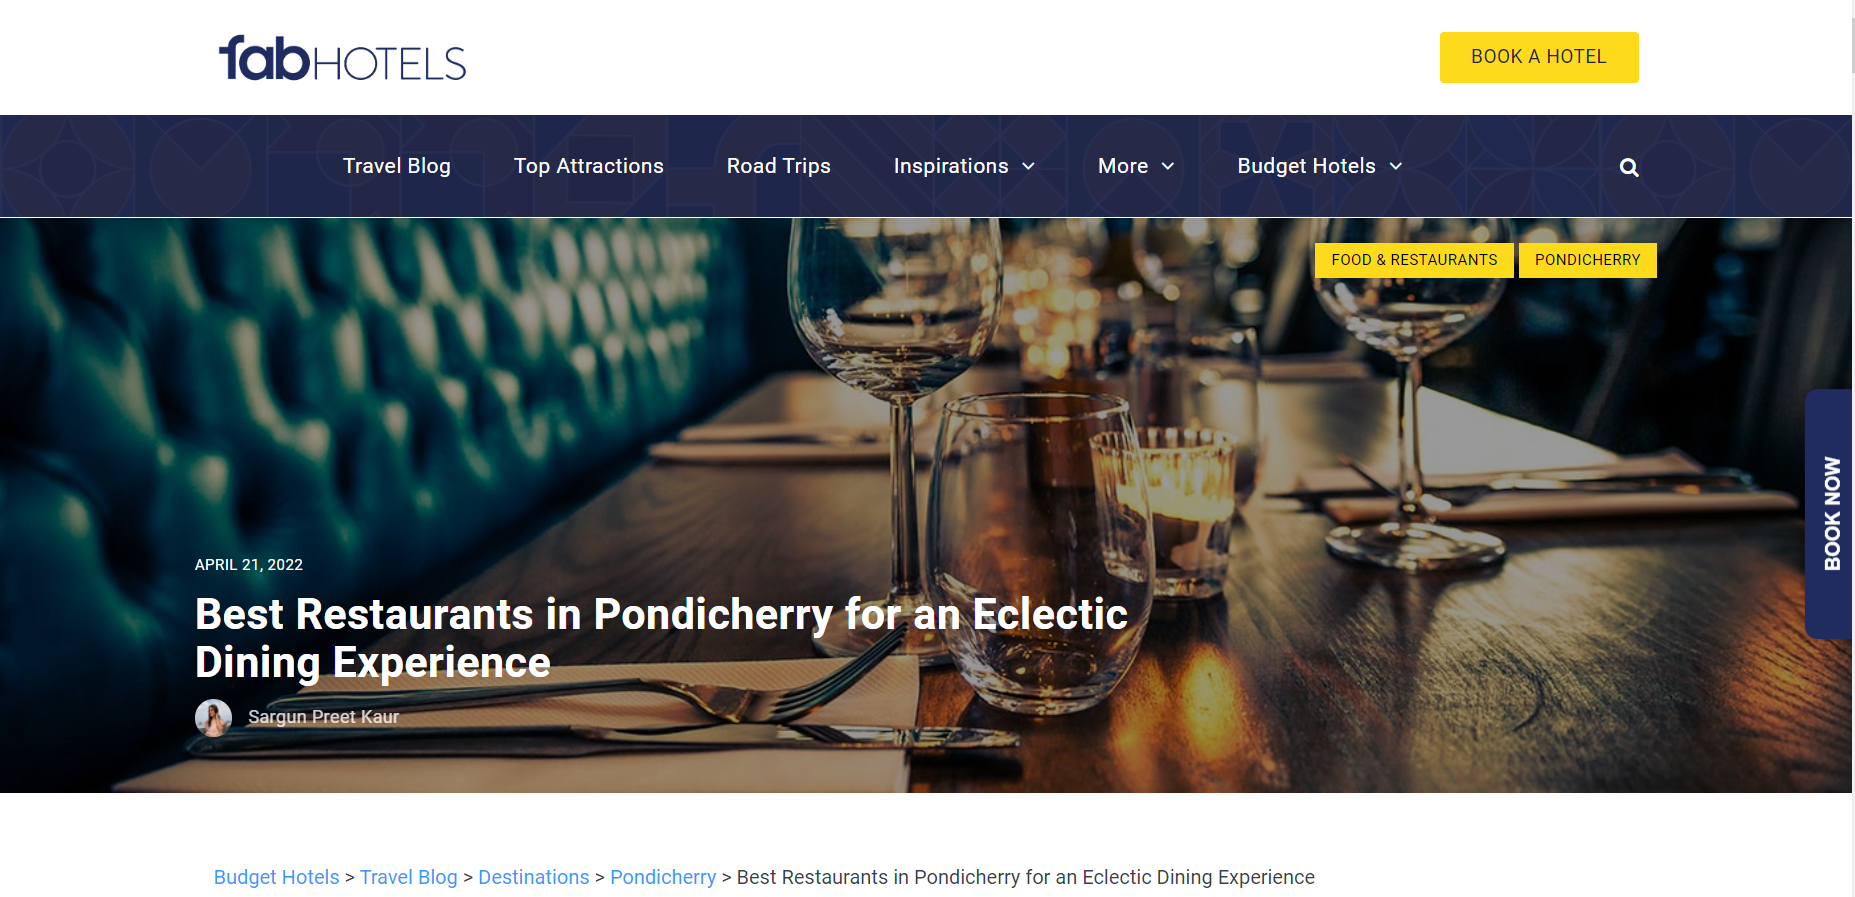 fabHOTELS
BOOK A HOTEL
Travel Blog
Top Attractions
Road Trips
Inspirations
More
Budget Hotels
FOOD & RESTAURANTS
PONDICHERRY
BOOK NOW
APRIL 21, 2022
Best Restaurants in Pondicherry for an Eclectic
Dining Experience
Sargun Preet Kaur
Budget Hotels > Travel Blog > Destinations > Pondicherry > Best Restaurants in Pondicherry for an Eclectic Dining Experience